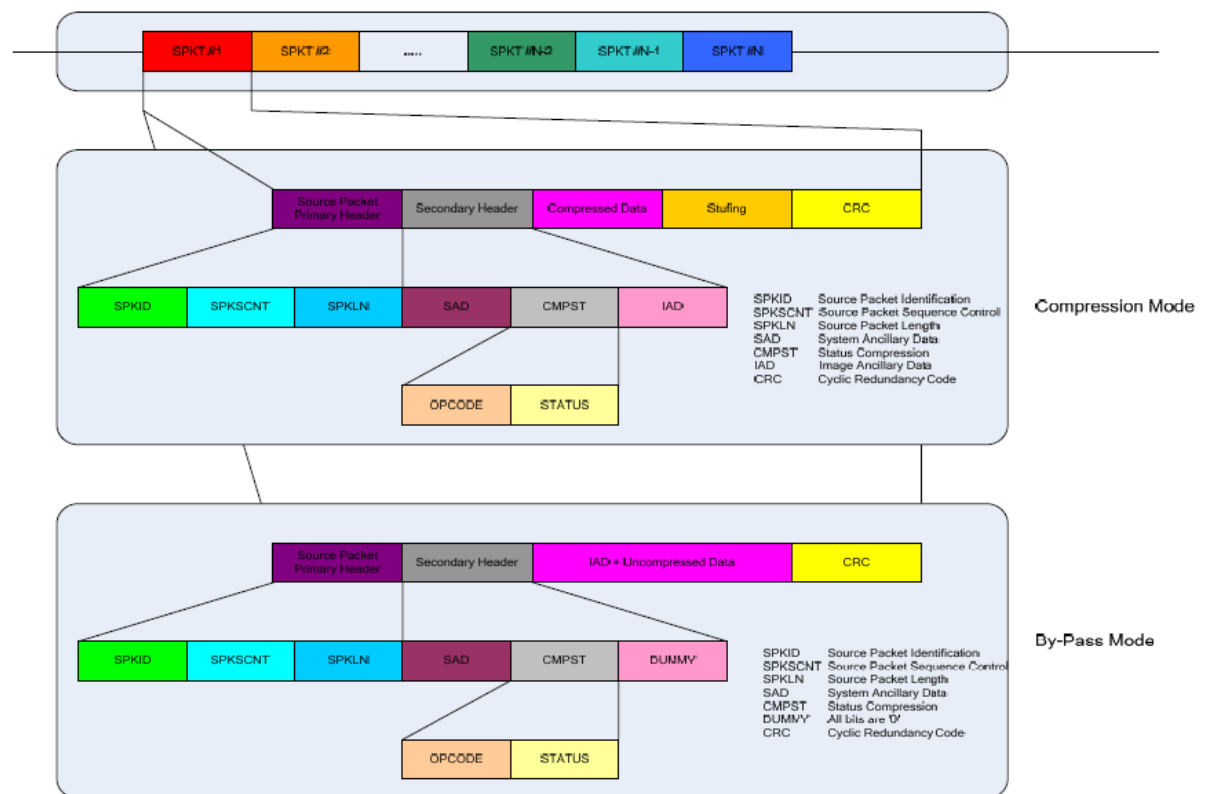 SPKT #1 SPKT #2 ..... SPKT #N-2 SPKT #N-1 SPKT #N
Source Packet
Primary Header
Secondary Header
Compressed Data
Stufing
CRC
SPKID SPKSCNT SPKLN SAD CMPST IAD
OPCODE STATUS
SPKID Source Packet Identification
SPKSCNT Source Packet Sequence Control
SPKLN Source Packet Length
SAD System Ancillary Data
CMPST Status Compression
IAD Image Ancillary Data
CRC Cyclic Redundancy Code
Compression Mode
Source Packet
Primary Header
Secondary Header
IAD + Uncompressed Data
CRC
SPKID SPKSCNT SPKLN SAD CMPST DUMMY
OPCODE STATUS
SPKID Source Packet Identification
SPKSCNT Source Packet Sequence Control
SPKLN Source Packet Length
SAD System Ancillary Data
CMPST Status Compression
DUMMY All bits are '0'
CRC Cyclic Redundancy Code
By-Pass Mode